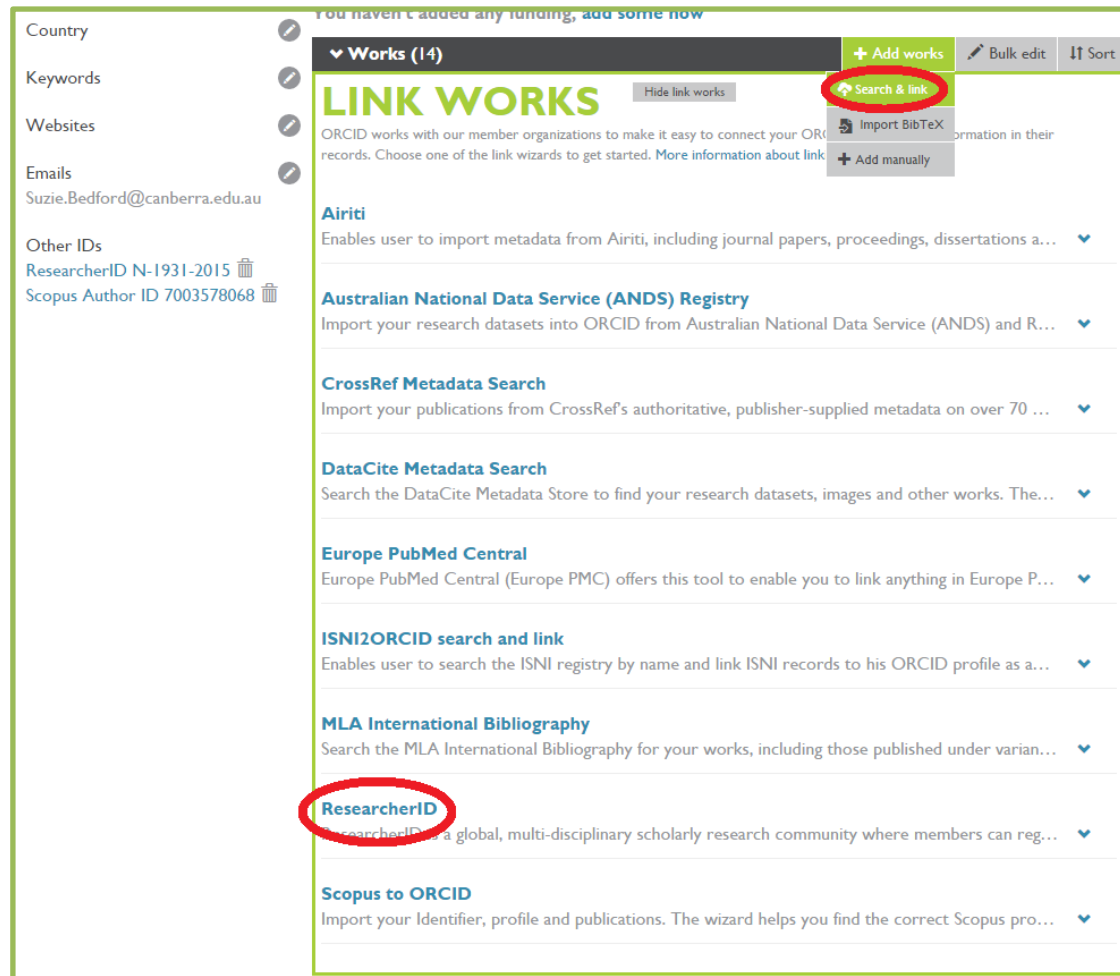 Country
Keywords
Websites
Emails
Suzie.Bedford@canberra.edu.au
Other IDs
ResearcherID N-1931-2015
Scopus Author ID 7003578068
You haven't added any funding, add some now
Works (14)
Add works
Bulk edit
Sort
Search & link
Import BibTeX
Add manually
LINK WORKS
Hide link works
ORCID works with our member organizations to make it easy to connect your ORC ormation in their
records. Choose one of the link wizards to get started. More information about link
Airiti
Enables user to import metadata from Airiti, including journal papers, proceedings, dissertations a…
Australian National Data Service (ANDS) Registry
Import your research datasets into ORCID from Australian National Data Service (ANDS) and R…
CrossRef Metadata Search
Import your publications from CrossRef's authoritative, publisher-supplied metadata on over 70 …
DataCite Metadata Search
Search the DataCite Metadata Store to find your research datasets, images and other works. The…
Europe PubMed Central
Europe PubMed Central (Europe PMC) offers this tool to enable you to link anything in Europe P…
ISNI2ORCID search and link
Enables user to search the ISNI registry by name and link ISNI records to his ORCID profile as a…
MLA International Bibliography
Search the MLA International Bibliography for your works, including those published under varian…
ResearcherID
ResearcherID is a global, multi-disciplinary scholarly research community where members can reg…
Scopus to ORCID
Import your Identifier, profile and publications. The wizard helps you find the correct Scopus pro…